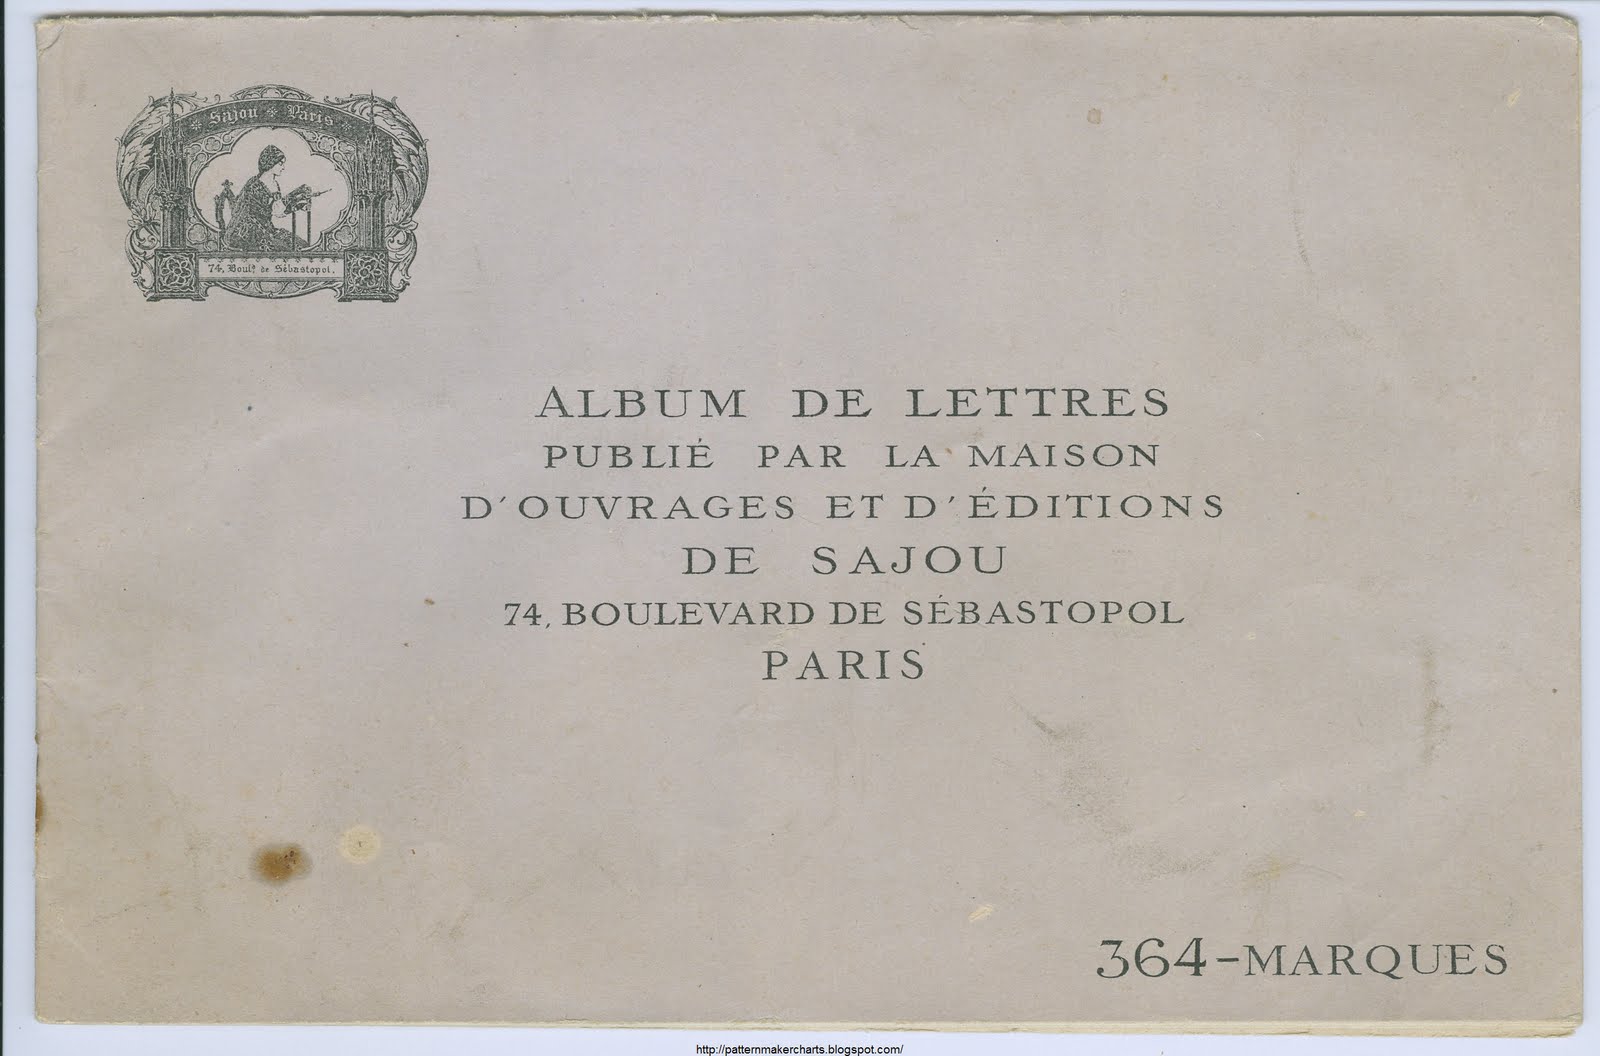 Sajou * Paris
74, Boulᵈ de Sébastopol.
ALBUM DE LETTRES
PUBLIÉ PAR LA MAISON
D'OUVRAGES ET D'ÉDITIONS
DE SAJOU
74, BOULEVARD DE SÉBASTOPOL
PARIS
364-MARQUES
http://patternmakercharts.blogspot.com/